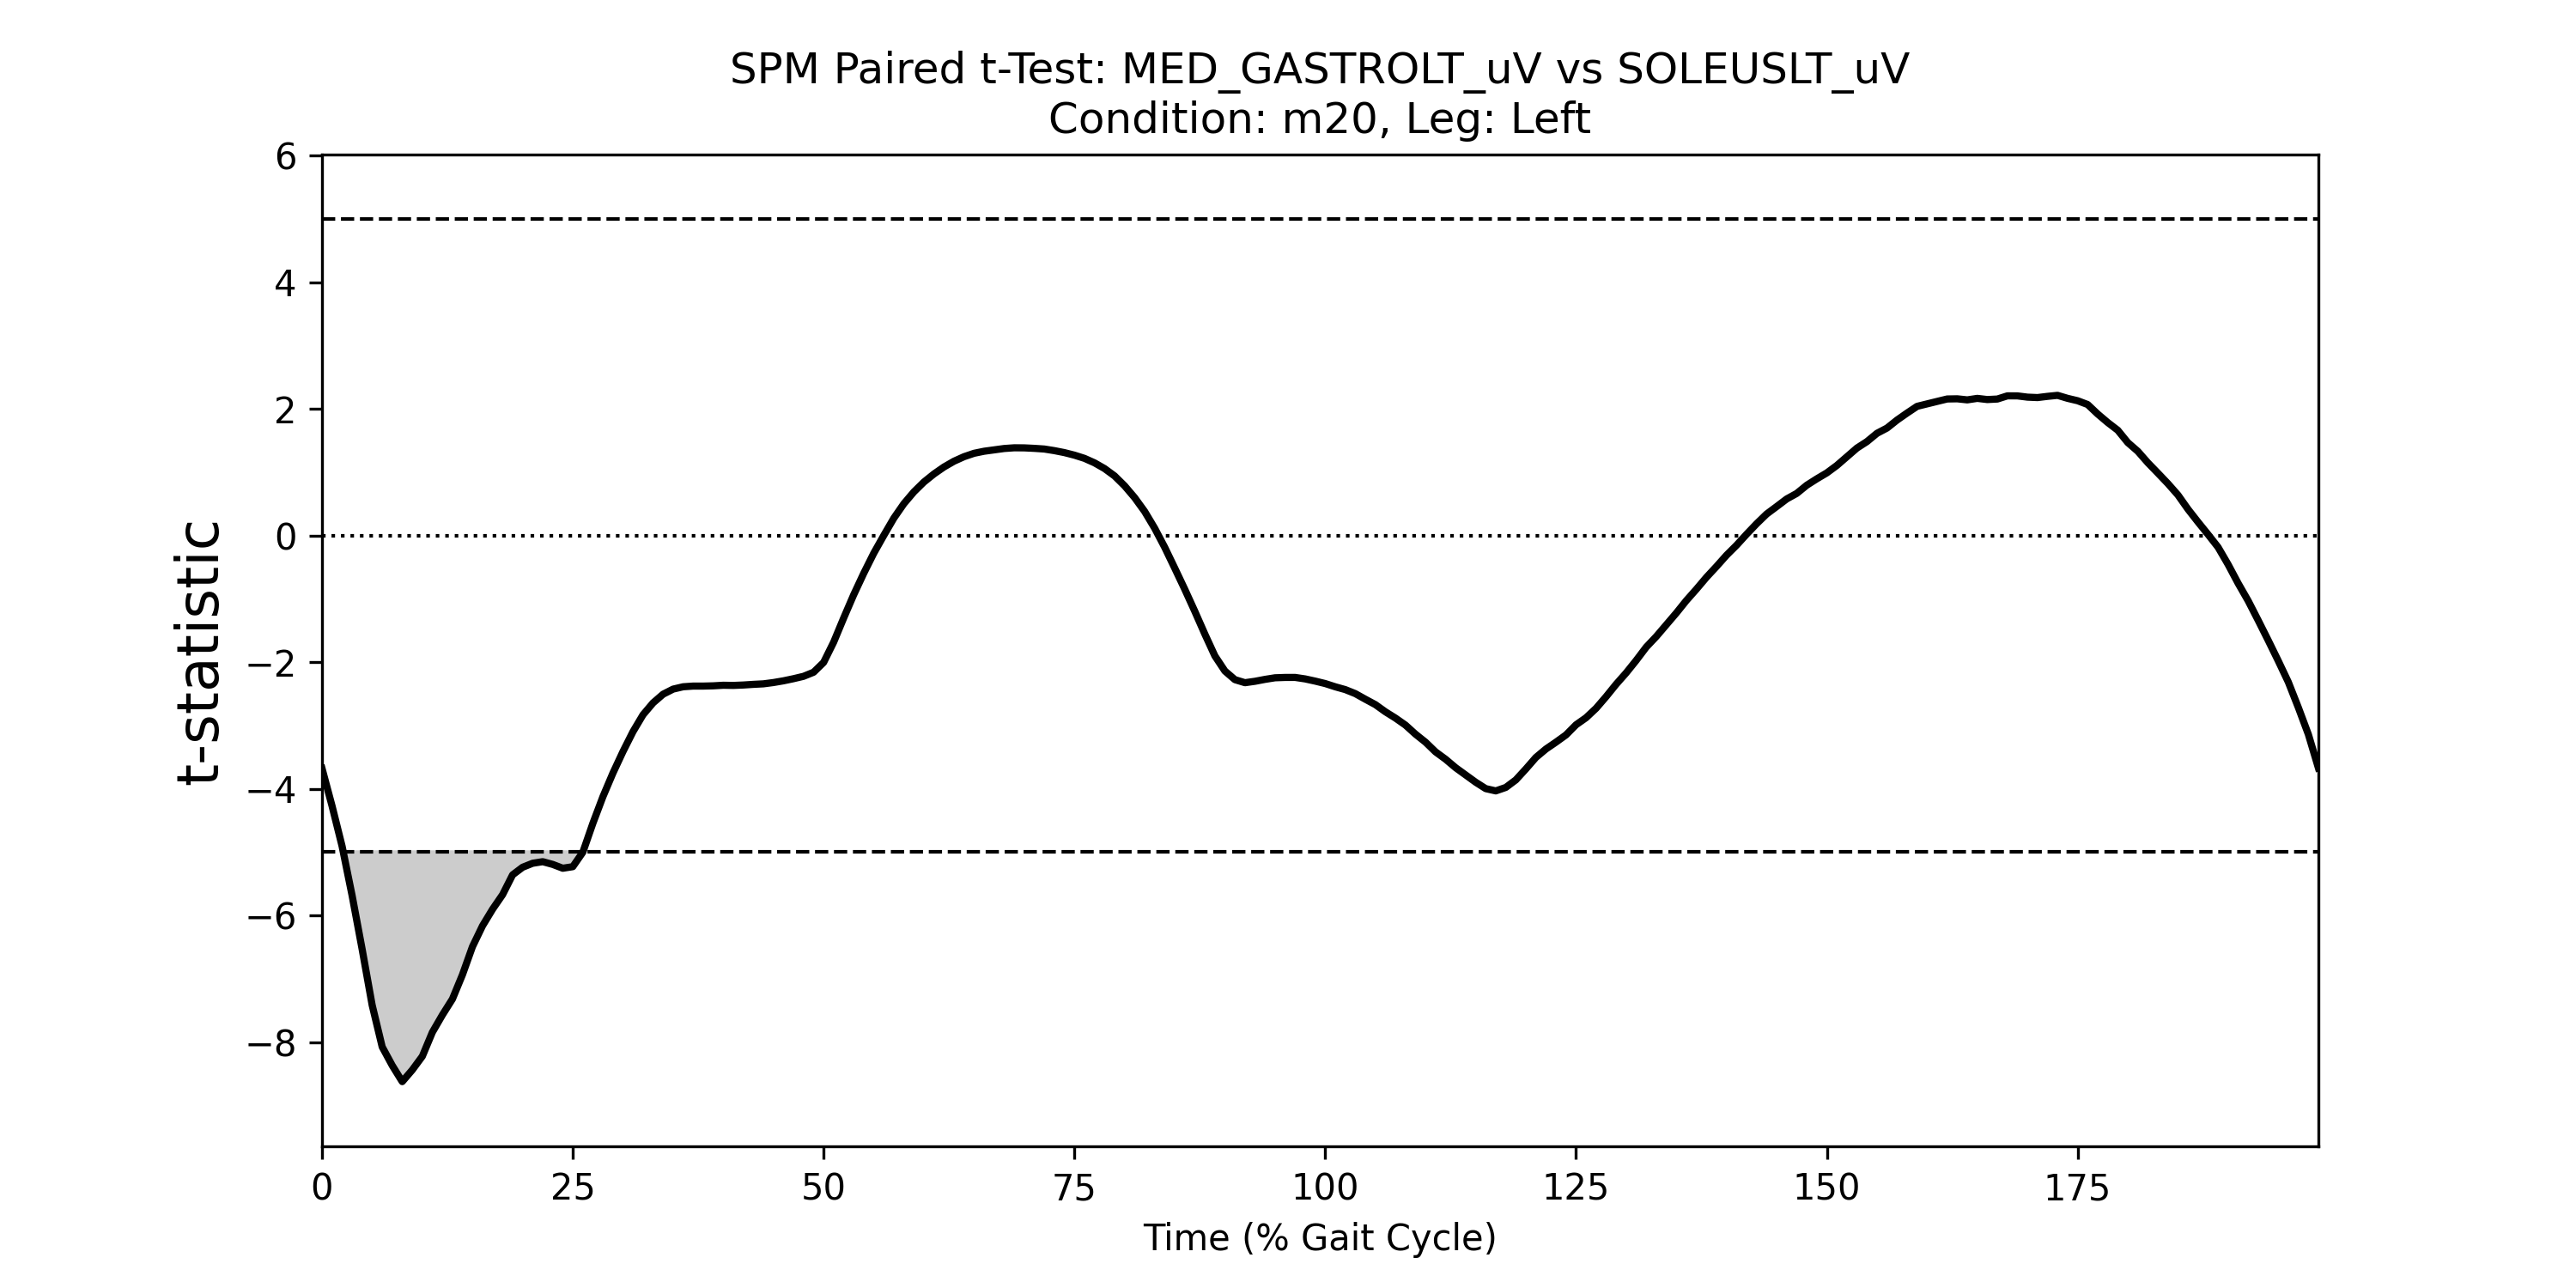 SPM Paired t-Test: MED_GASTROLT_uV vs SOLEUSLT_uV
Condition: m20, Leg: Left
6
4
2
0
−2
−4
−6
−8
t-statistic
0 25 50 75 100 125 150 175
Time (% Gait Cycle)